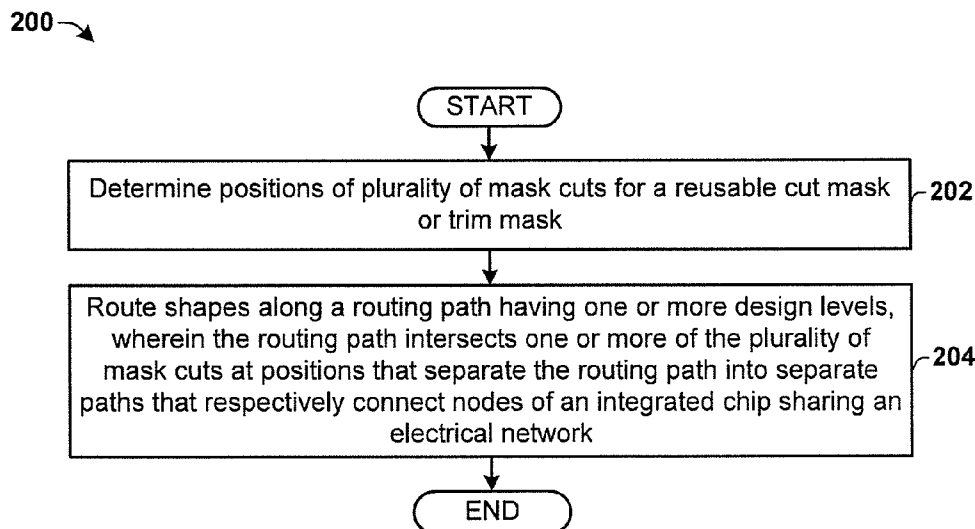 200
START
Determine positions of plurality of mask cuts for a reusable cut mask
or trim mask
202
Route shapes along a routing path having one or more design levels,
wherein the routing path intersects one or more of the plurality of
mask cuts at positions that separate the routing path into separate
paths that respectively connect nodes of an integrated chip sharing an
electrical network
204
END